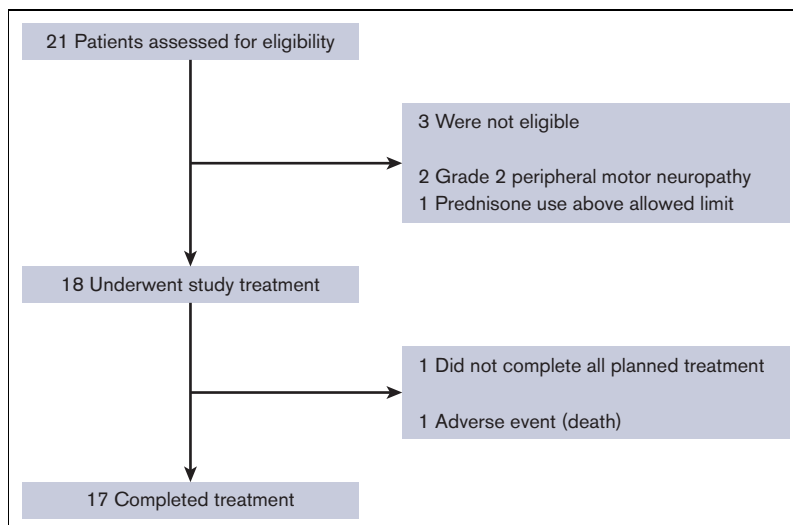 21 Patients assessed for eligibility
3 Were not eligible
2 Grade 2 peripheral motor neuropathy
1 Prednisone use above allowed limit
18 Underwent study treatment
1 Did not complete all planned treatment
1 Adverse event (death)
17 Completed treatment